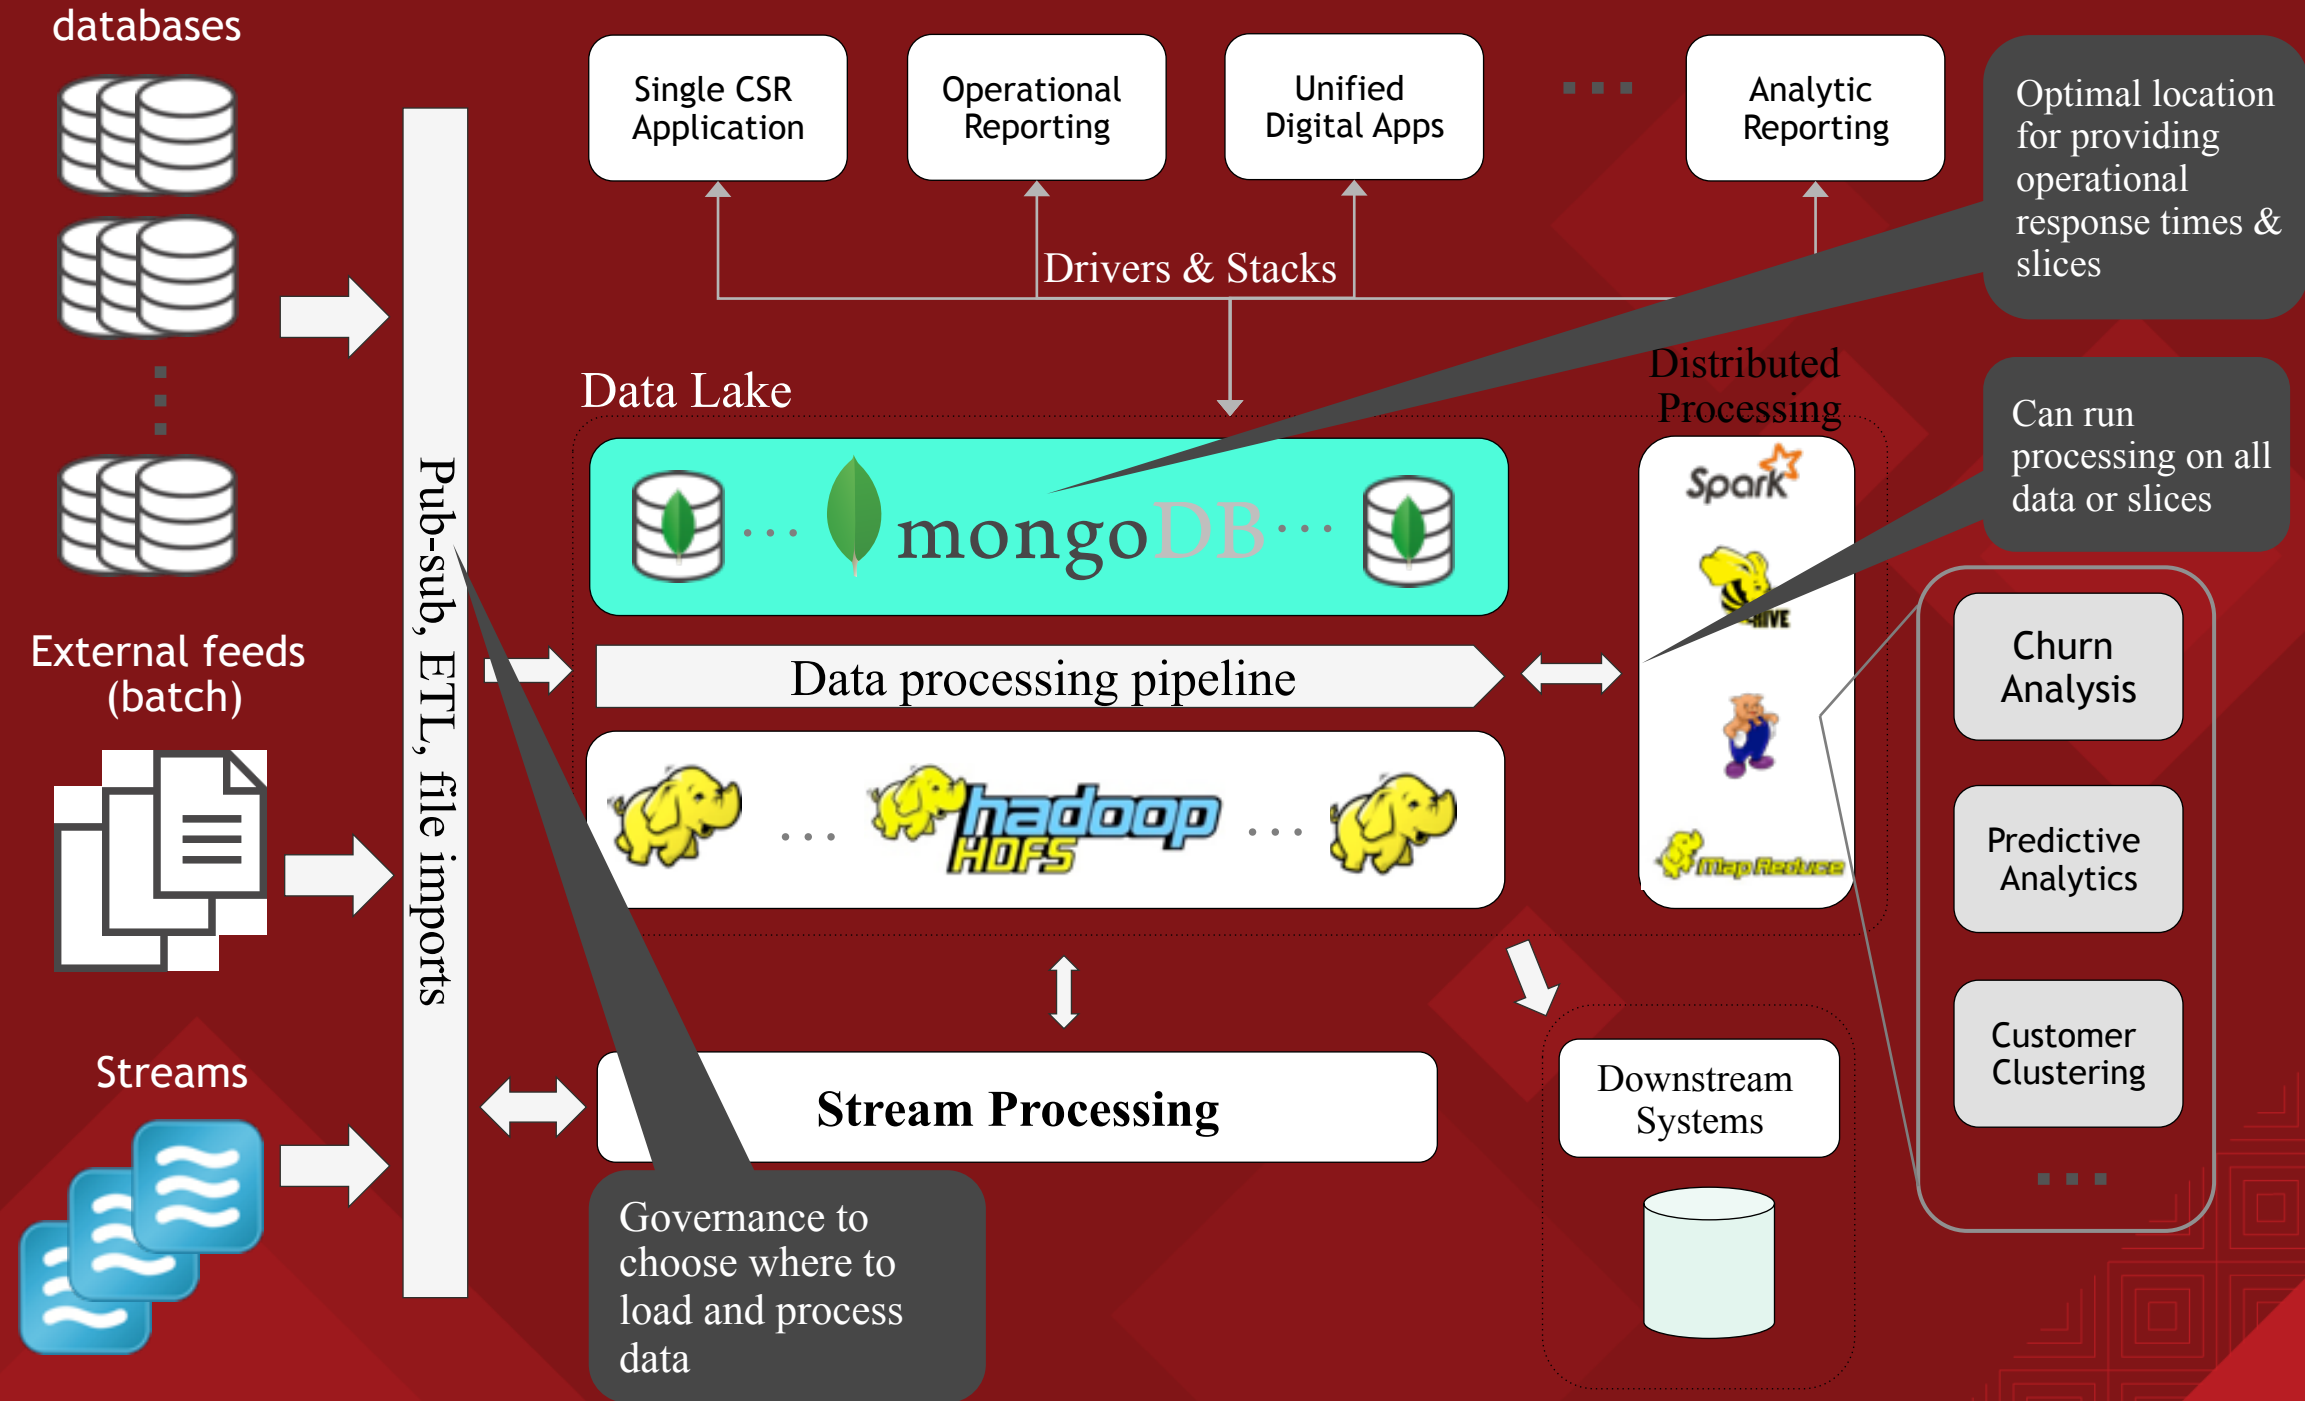 databases
Single CSR
Application
Operational
Reporting
Unified
Digital Apps
Analytic
Reporting
Optimal location
for providing
operational
response times &
slices
Drivers & Stacks
Data Lake
Distributed
Processing
Can run
processing on all
data or slices
Spark
mongoDB
HIVE
Pub-sub, ETL, file imports
External feeds
(batch)
Data processing pipeline
Churn
Analysis
hadoop
HDFS
Map Reduce
Predictive
Analytics
Customer
Clustering
Streams
Stream Processing
Downstream
Systems
Governance to
choose where to
load and process
data